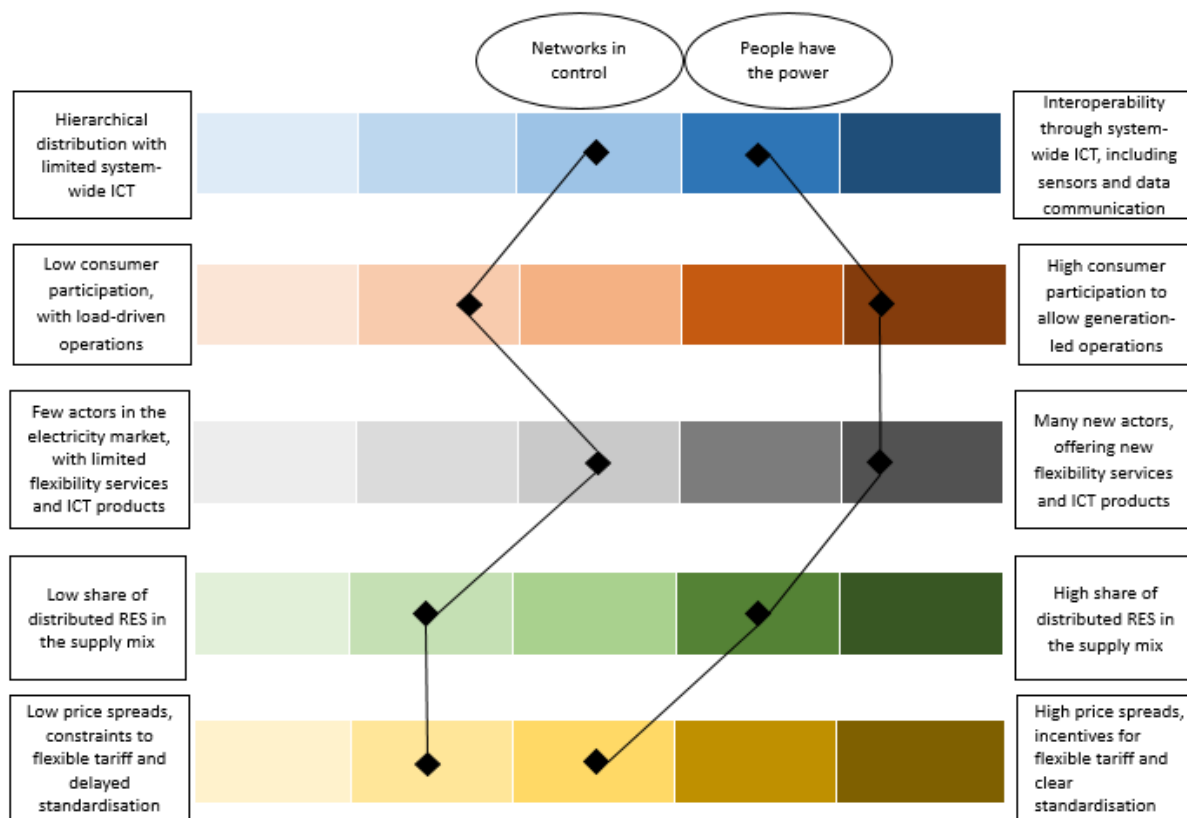 Networks in
control
People have
the power
Hierarchical
distribution with
limited system-
wide ICT
Interoperability
through system-
wide ICT, including
sensors and data
communication
Low consumer
participation,
with load-driven
operations
High consumer
participation to
allow generation-
led operations
Few actors in the
electricity market,
with limited
flexibility services
and ICT products
Many new actors,
offering new
flexibility services
and ICT products
Low share of
distributed RES in
the supply mix
High share of
distributed RES in
the supply mix
Low price spreads,
constraints to
flexible tariff and
delayed
standardisation
High price spreads,
incentives for
flexible tariff and
clear
standardisation